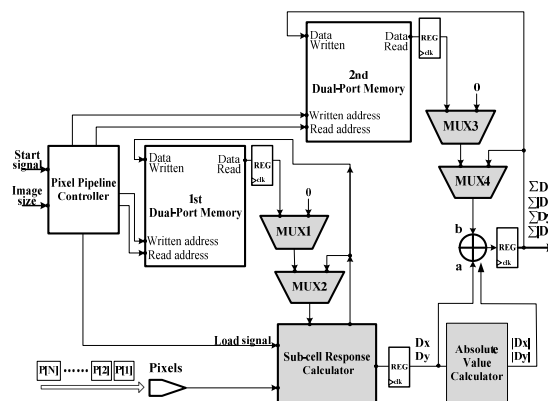 Data
Written
Data
Read
REG
clk
2nd
Dual-Port Memory
0
Written address
Read address
MUX3
Start
signal
Image
size
Pixel Pipeline
Controller
Data
Written
Data
Read
REG
clk
1st
Dual-Port Memory
0
MUX4
Written address
Read address
MUX1
MUX2
b
a
REG
clk
∑D
∑|D
∑Dy
∑|D
Load signal
Sub-cell Response
Calculator
REG
clk
Dx
Dy
Absolute
Value
Calculator
|Dx|
|Dy|
P[N] …… P[2] P[1]
Pixels